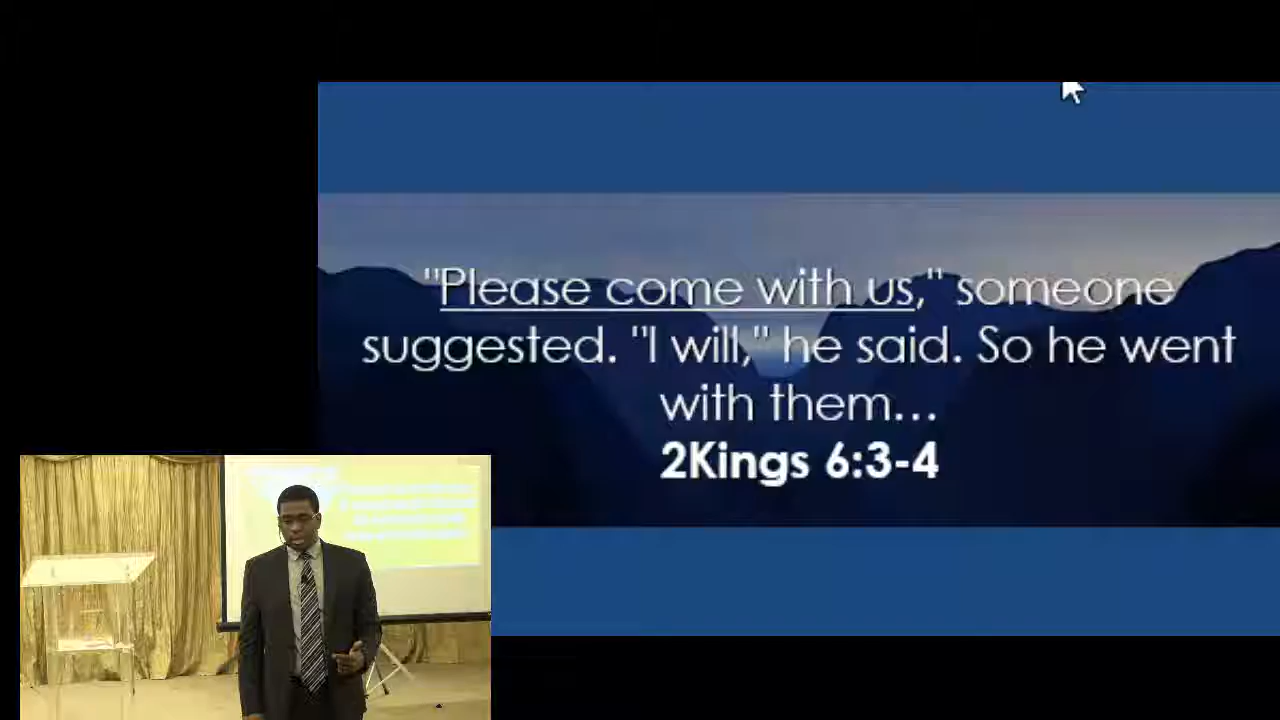 "Please come with us," someone
suggested. "I will," he said. So he went
with them...
2Kings 6:3-4